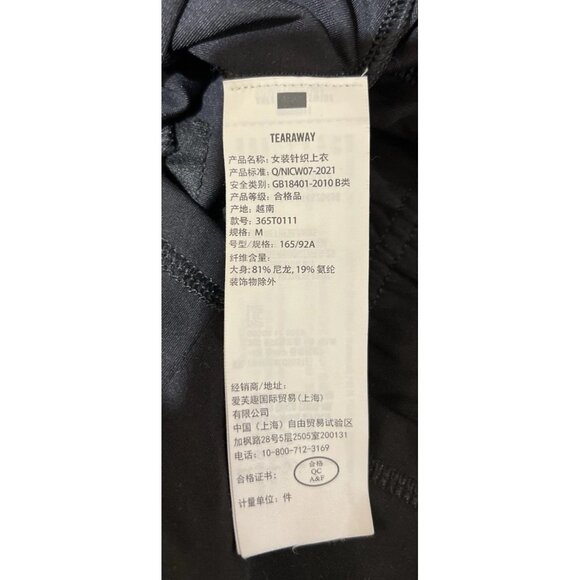 TEARAWAY
产品名称: 女装针织上衣
产品标准: Q/NICW07-2021
安全类别: GB18401-2010 B类
产品等级: 合格品
产地: 越南
款号: 365T0111
规格: M
号型/规格: 165/92A
纤维含量:
大身: 81% 尼龙, 19% 氨纶
装饰物除外
经销商/地址:
爱芙趣国际贸易(上海)
有限公司
中国(上海)自由贸易试验区
加枫路28号5层2505室200131
电话: 10-800-712-3169
合格证书:
合格
QC
A&F
计量单位: 件